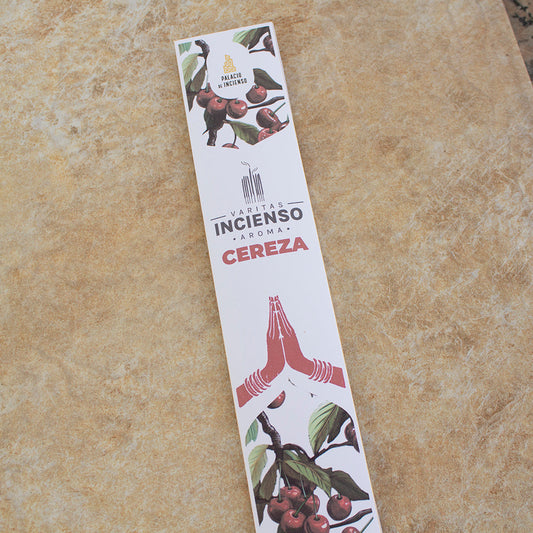 PALACIO
DE INCIENSO
VARITAS
INCIENSO
• AROMA •
CEREZA